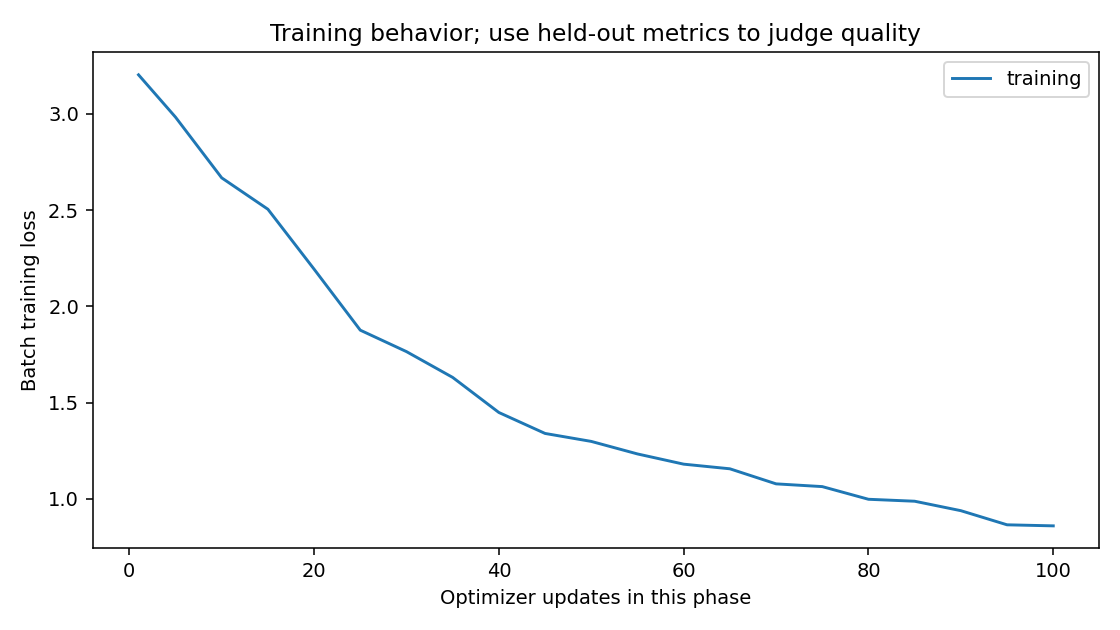 Training behavior; use held-out metrics to judge quality
training
3.0
2.5
2.0
1.5
1.0
Batch training loss
0
20
40
60
80
100
Optimizer updates in this phase